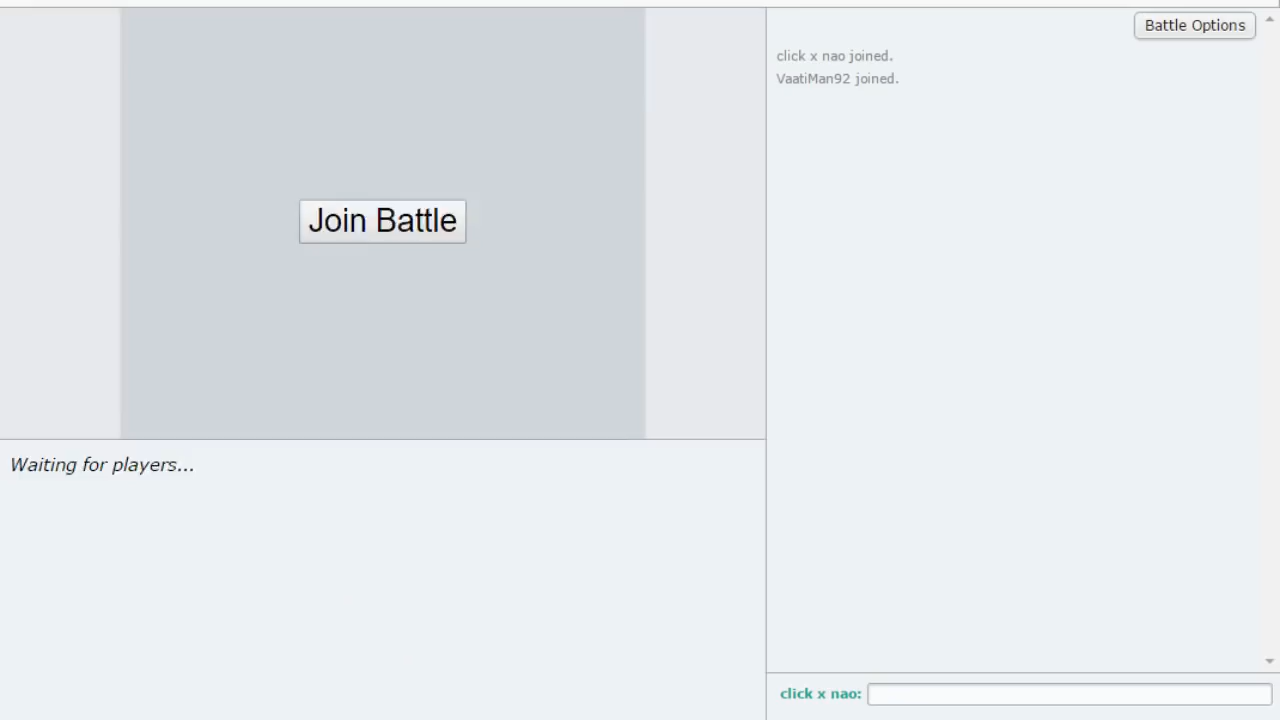 Battle Options
click x nao joined.
VaatiMan92 joined.
Join Battle
Waiting for players...
click x nao: